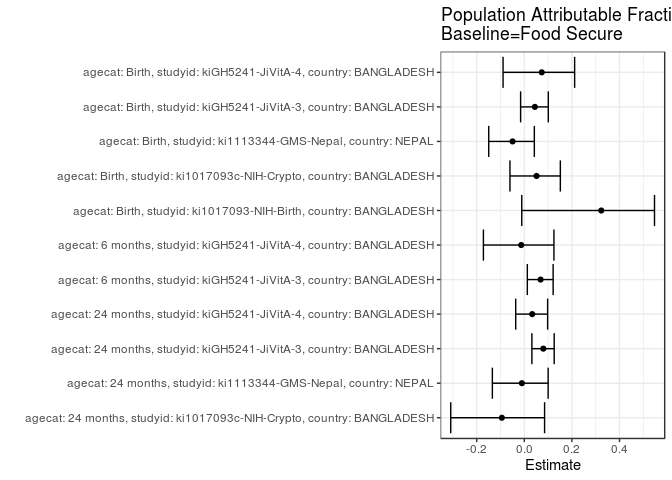 Population Attributable Fracti
Baseline=Food Secure
agecat: Birth, studyid: kiGH5241-JiVitA-4, country: BANGLADESH
agecat: Birth, studyid: kiGH5241-JiVitA-3, country: BANGLADESH
agecat: Birth, studyid: ki1113344-GMS-Nepal, country: NEPAL
agecat: Birth, studyid: ki1017093c-NIH-Crypto, country: BANGLADESH
agecat: Birth, studyid: ki1017093-NIH-Birth, country: BANGLADESH
agecat: 6 months, studyid: kiGH5241-JiVitA-4, country: BANGLADESH
agecat: 6 months, studyid: kiGH5241-JiVitA-3, country: BANGLADESH
agecat: 24 months, studyid: kiGH5241-JiVitA-4, country: BANGLADESH
agecat: 24 months, studyid: kiGH5241-JiVitA-3, country: BANGLADESH
agecat: 24 months, studyid: ki1113344-GMS-Nepal, country: NEPAL
agecat: 24 months, studyid: ki1017093c-NIH-Crypto, country: BANGLADESH
-0.2 0.0 0.2 0.4
Estimate